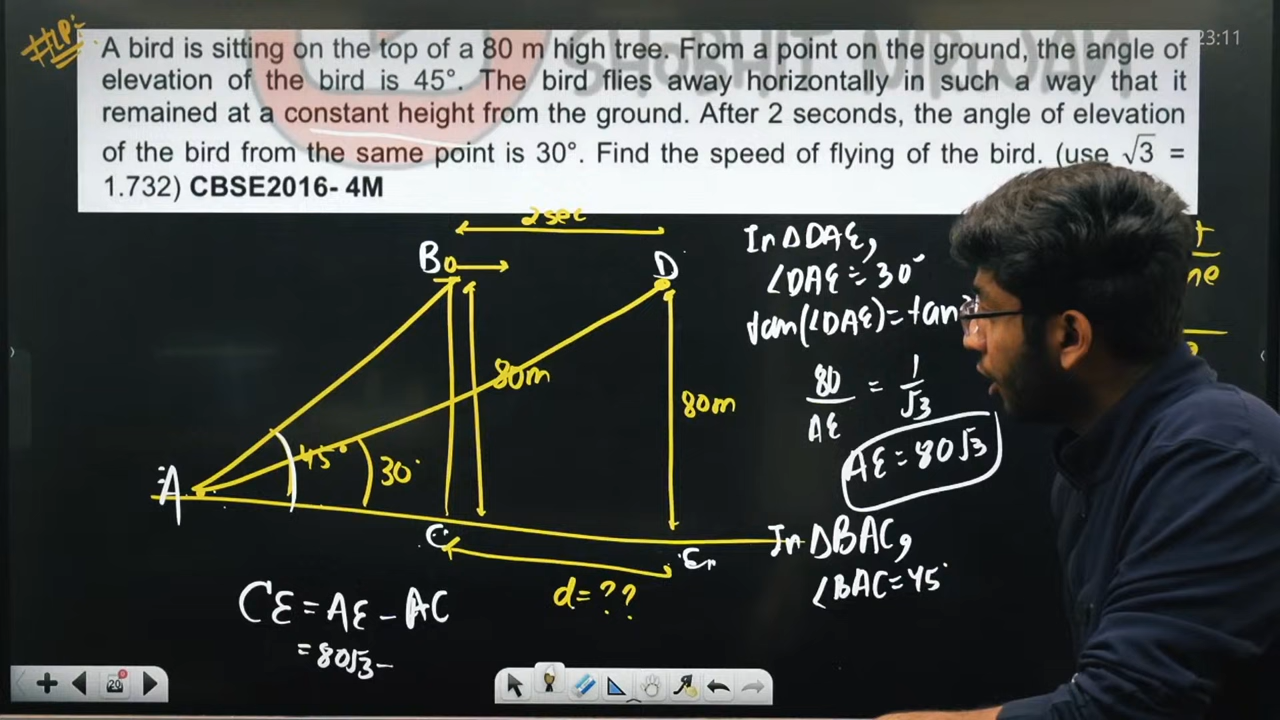 #LP:-
A bird is sitting on the top of a 80 m high tree. From a point on the ground, the angle of
elevation of the bird is 45°. The bird flies away horizontally in such a way that it
remained at a constant height from the ground. After 2 seconds, the angle of elevation
of the bird from the same point is 30°. Find the speed of flying of the bird. (use √3 =
1.732) CBSE2016- 4M
23:11
2sec
B
D
80m
80m
45°
30°
A
C
E
d=??
CE = AE - AC
= 80√3 -
In ΔDAE,
∠DAE = 30°
tan(∠DAE) = tan
80/AE = 1/√3
AE = 80√3
In ΔBAC,
∠BAC = 45°
20